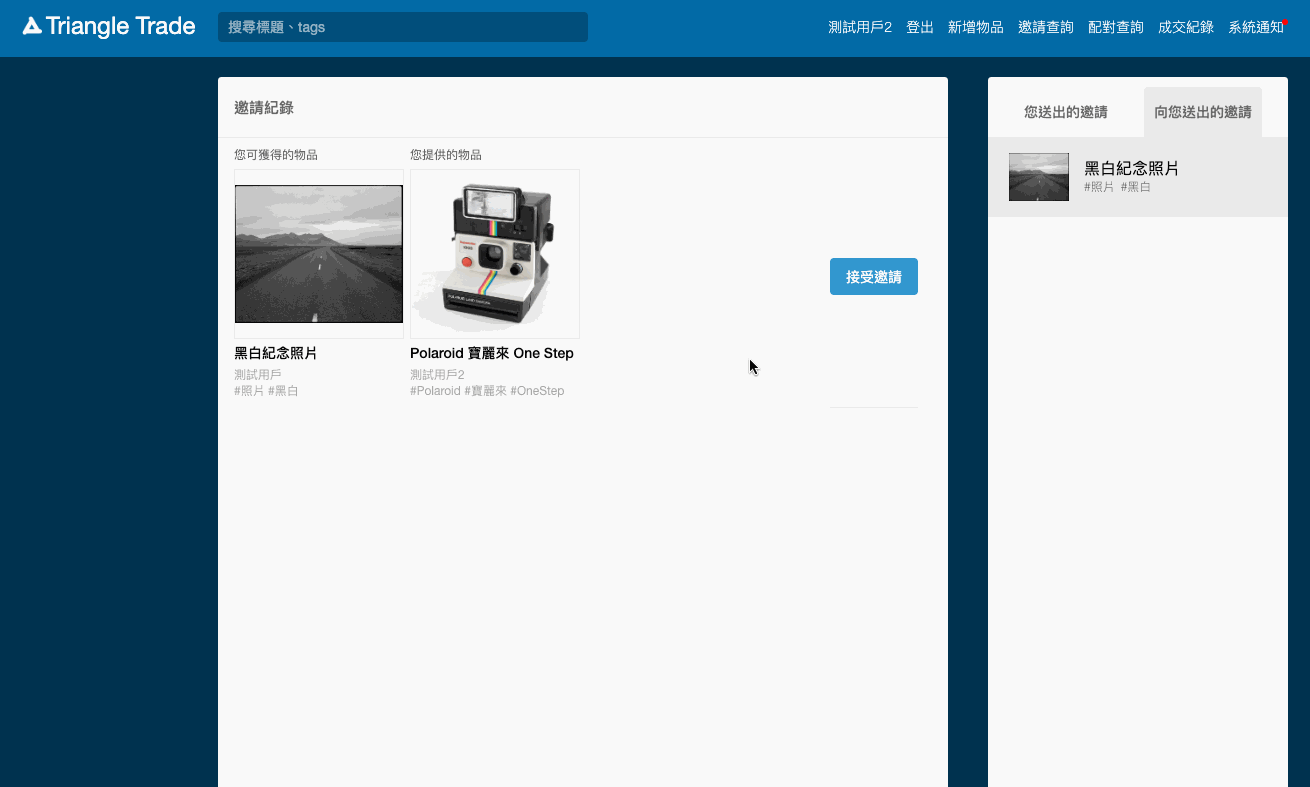 Triangle Trade
搜尋標題、tags
測試用戶2 登出 新增物品 邀請查詢 配對查詢 成交紀錄 系統通知
邀請紀錄
您可獲得的物品
您提供的物品
黑白紀念照片
測試用戶
#照片 #黑白
Polaroid 寶麗來 One Step
測試用戶2
#Polaroid #寶麗來 #OneStep
接受邀請
您送出的邀請
向您送出的邀請
黑白紀念照片
#照片 #黑白